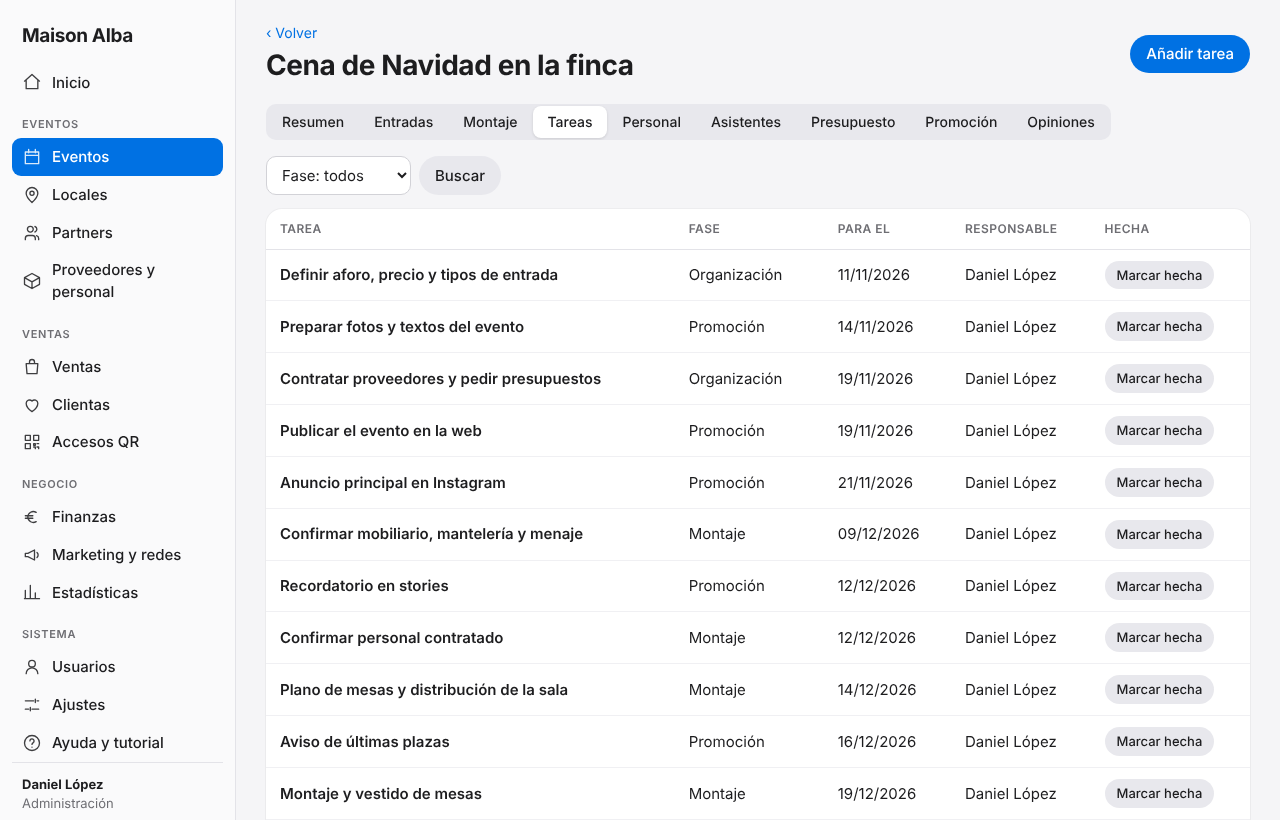 Maison Alba
Inicio
EVENTOS
Eventos
Locales
Partners
Proveedores y
personal
VENTAS
Ventas
Clientas
Accesos QR
NEGOCIO
Finanzas
Marketing y redes
Estadísticas
SISTEMA
Usuarios
Ajustes
Ayuda y tutorial
Daniel López
Administración
‹ Volver
Cena de Navidad en la finca
Añadir tarea
Resumen Entradas Montaje Tareas Personal Asistentes Presupuesto Promoción Opiniones
Fase: todos Buscar
TAREA FASE PARA EL RESPONSABLE HECHA
Definir aforo, precio y tipos de entrada Organización 11/11/2026 Daniel López Marcar hecha
Preparar fotos y textos del evento Promoción 14/11/2026 Daniel López Marcar hecha
Contratar proveedores y pedir presupuestos Organización 19/11/2026 Daniel López Marcar hecha
Publicar el evento en la web Promoción 19/11/2026 Daniel López Marcar hecha
Anuncio principal en Instagram Promoción 21/11/2026 Daniel López Marcar hecha
Confirmar mobiliario, mantelería y menaje Montaje 09/12/2026 Daniel López Marcar hecha
Recordatorio en stories Promoción 12/12/2026 Daniel López Marcar hecha
Confirmar personal contratado Montaje 12/12/2026 Daniel López Marcar hecha
Plano de mesas y distribución de la sala Montaje 14/12/2026 Daniel López Marcar hecha
Aviso de últimas plazas Promoción 16/12/2026 Daniel López Marcar hecha
Montaje y vestido de mesas Montaje 19/12/2026 Daniel López Marcar hecha